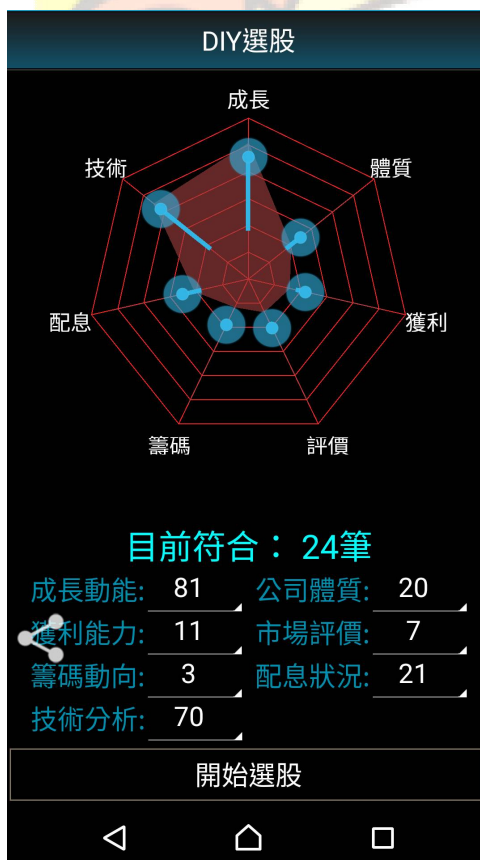 DIY選股
成長
技術
體質
配息
獲利
籌碼
評價
目前符合： 24筆
成長動能: 81 公司體質: 20
獲利能力: 11 市場評價: 7
籌碼動向: 3 配息狀況: 21
技術分析: 70
開始選股